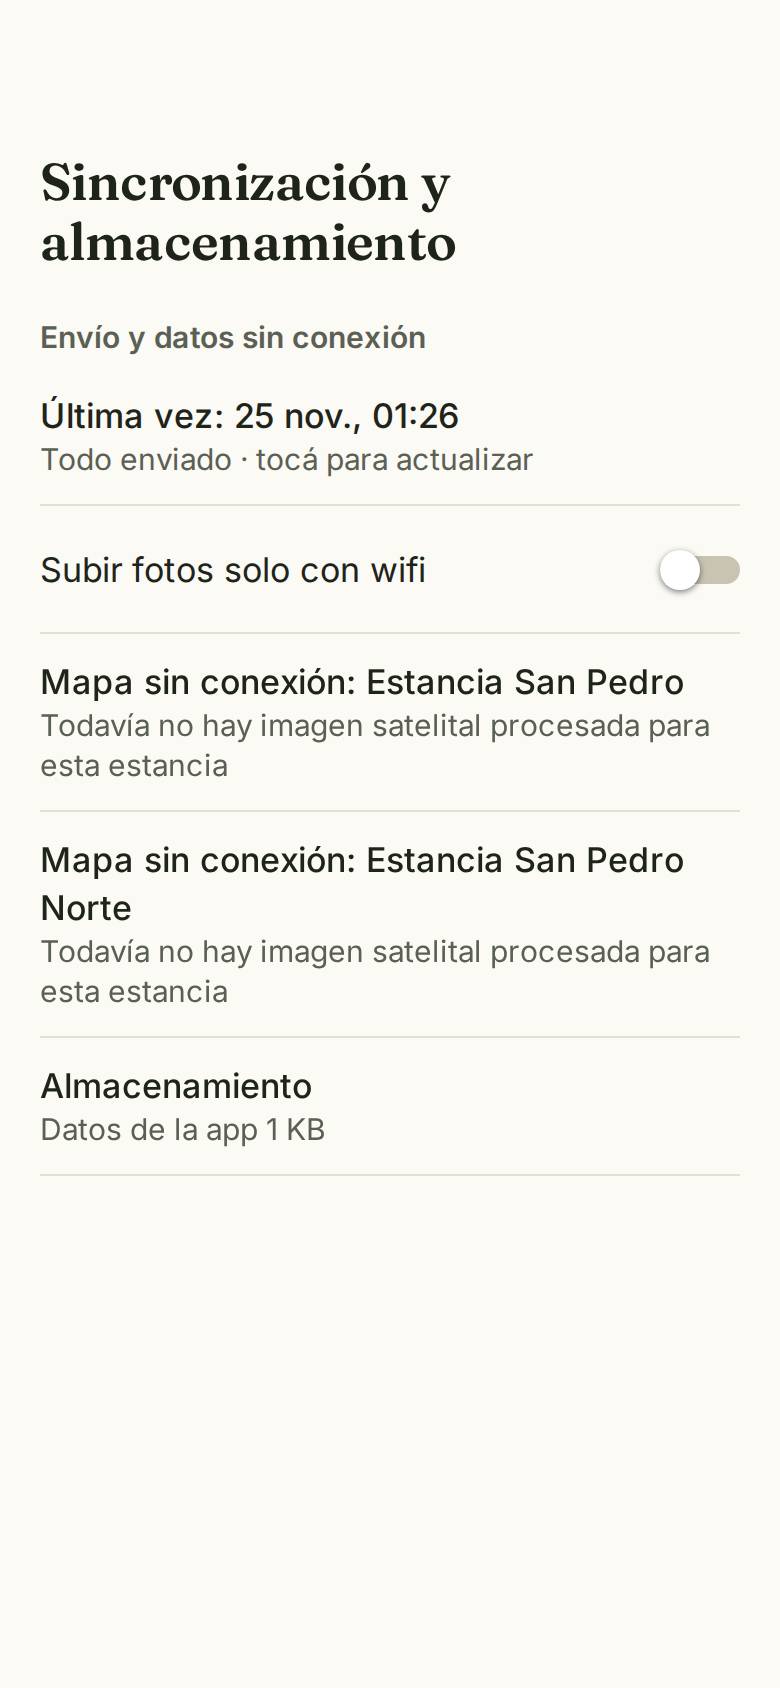 Sincronización y
almacenamiento
Envío y datos sin conexión
Última vez: 25 nov., 01:26
Todo enviado · tocá para actualizar
Subir fotos solo con wifi
Mapa sin conexión: Estancia San Pedro
Todavía no hay imagen satelital procesada para
esta estancia
Mapa sin conexión: Estancia San Pedro
Norte
Todavía no hay imagen satelital procesada para
esta estancia
Almacenamiento
Datos de la app 1 KB